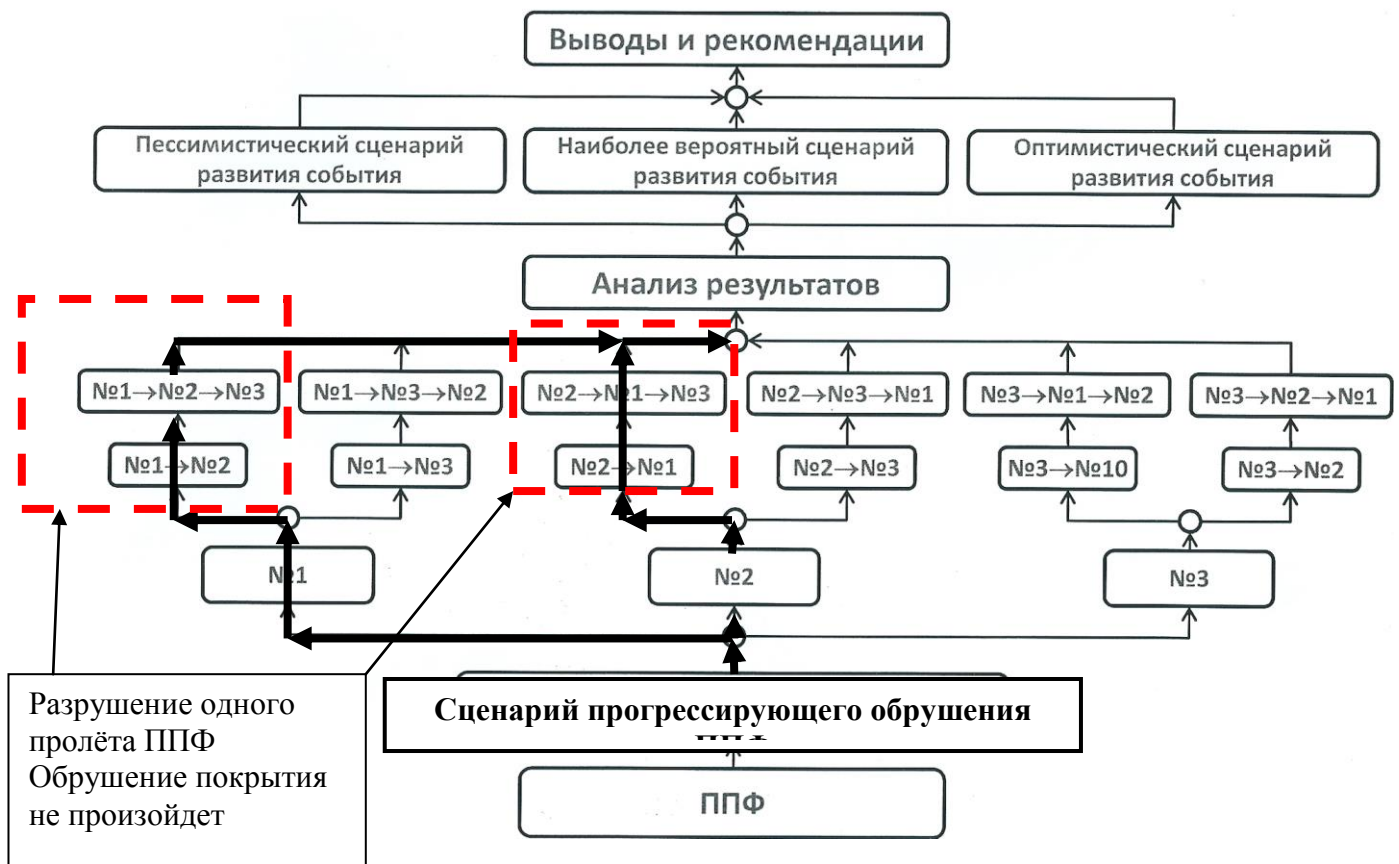 Выводы и рекомендации
Пессимистический сценарий
развития события
Наиболее вероятный сценарий
развития события
Оптимистический сценарий
развития события
Анализ результатов
№1→№2→№3
№1→№3→№2
№2→№1→№3
№2→№3→№1
№3→№1→№2
№3→№2→№1
№1→№2
№1→№3
№2→№1
№2→№3
№3→№10
№3→№2
№1
№2
№3
Разрушение одного
пролёта ППФ
Обрушение покрытия
не произойдет
Сценарий прогрессирующего обрушения
ППФ